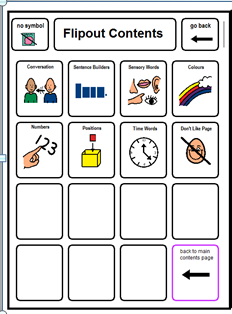 no symbol
Flipout Contents
go back
Conversation
Sentence Builders
Sensory Words
Colours
Numbers
Positions
Time Words
Don't Like Page
123
back to main
contents page